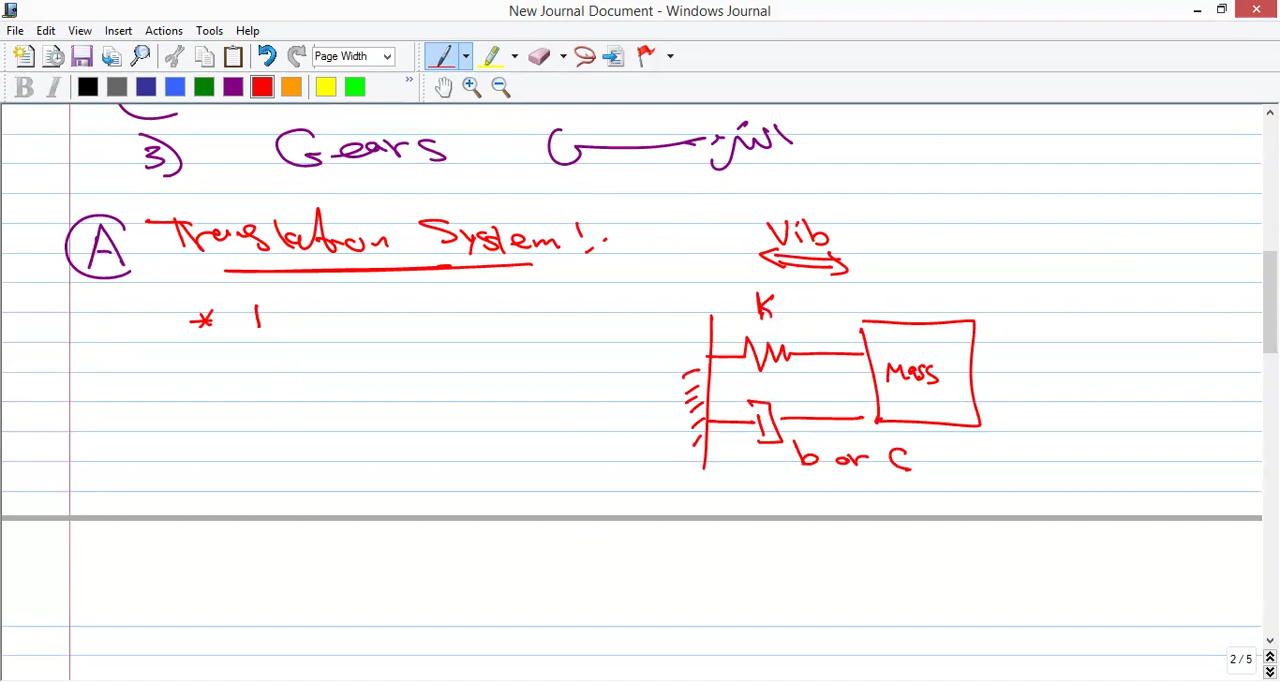 New Journal Document - Windows Journal
File Edit View Insert Actions Tools Help
Page Width
B I
3) Gears
A Translation System :.
Vib
* 1
K
Mass
b or C
2 / 5